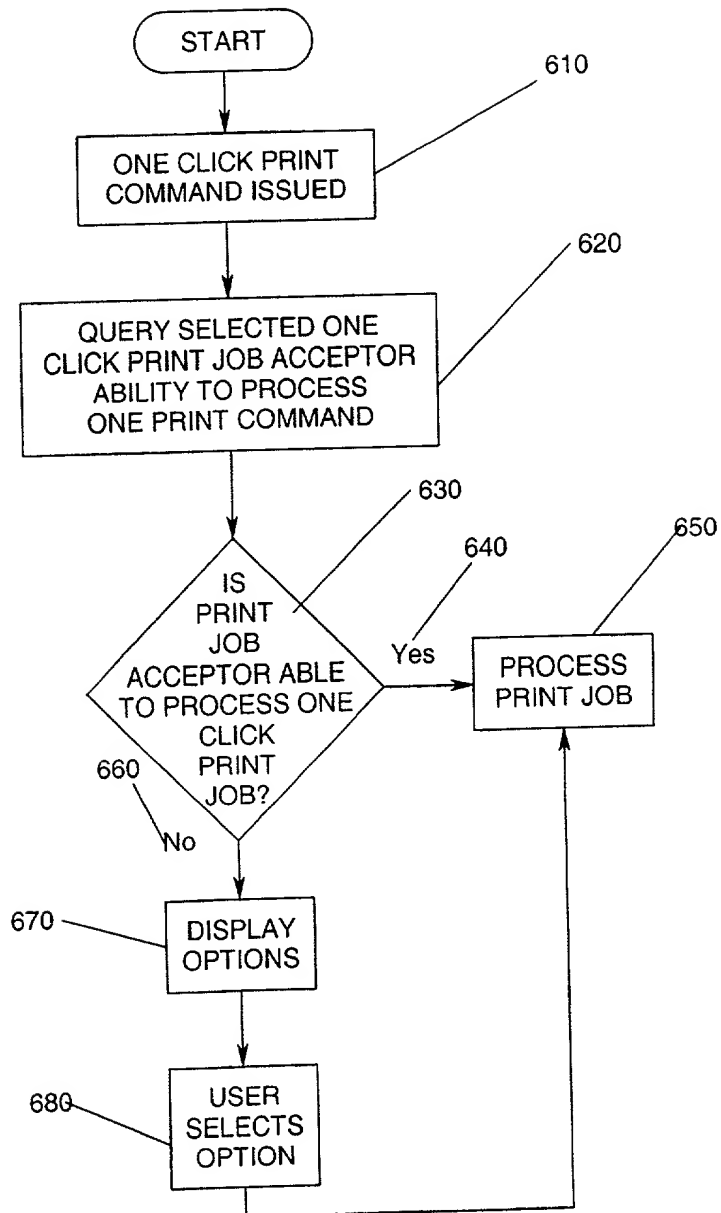 START
610
ONE CLICK PRINT
COMMAND ISSUED
620
QUERY SELECTED ONE
CLICK PRINT JOB ACCEPTOR
ABILITY TO PROCESS
ONE PRINT COMMAND
630
IS
PRINT
JOB
ACCEPTOR ABLE
TO PROCESS ONE
CLICK
PRINT
JOB?
640
Yes
650
PROCESS
PRINT JOB
660
No
670
DISPLAY
OPTIONS
680
USER
SELECTS
OPTION